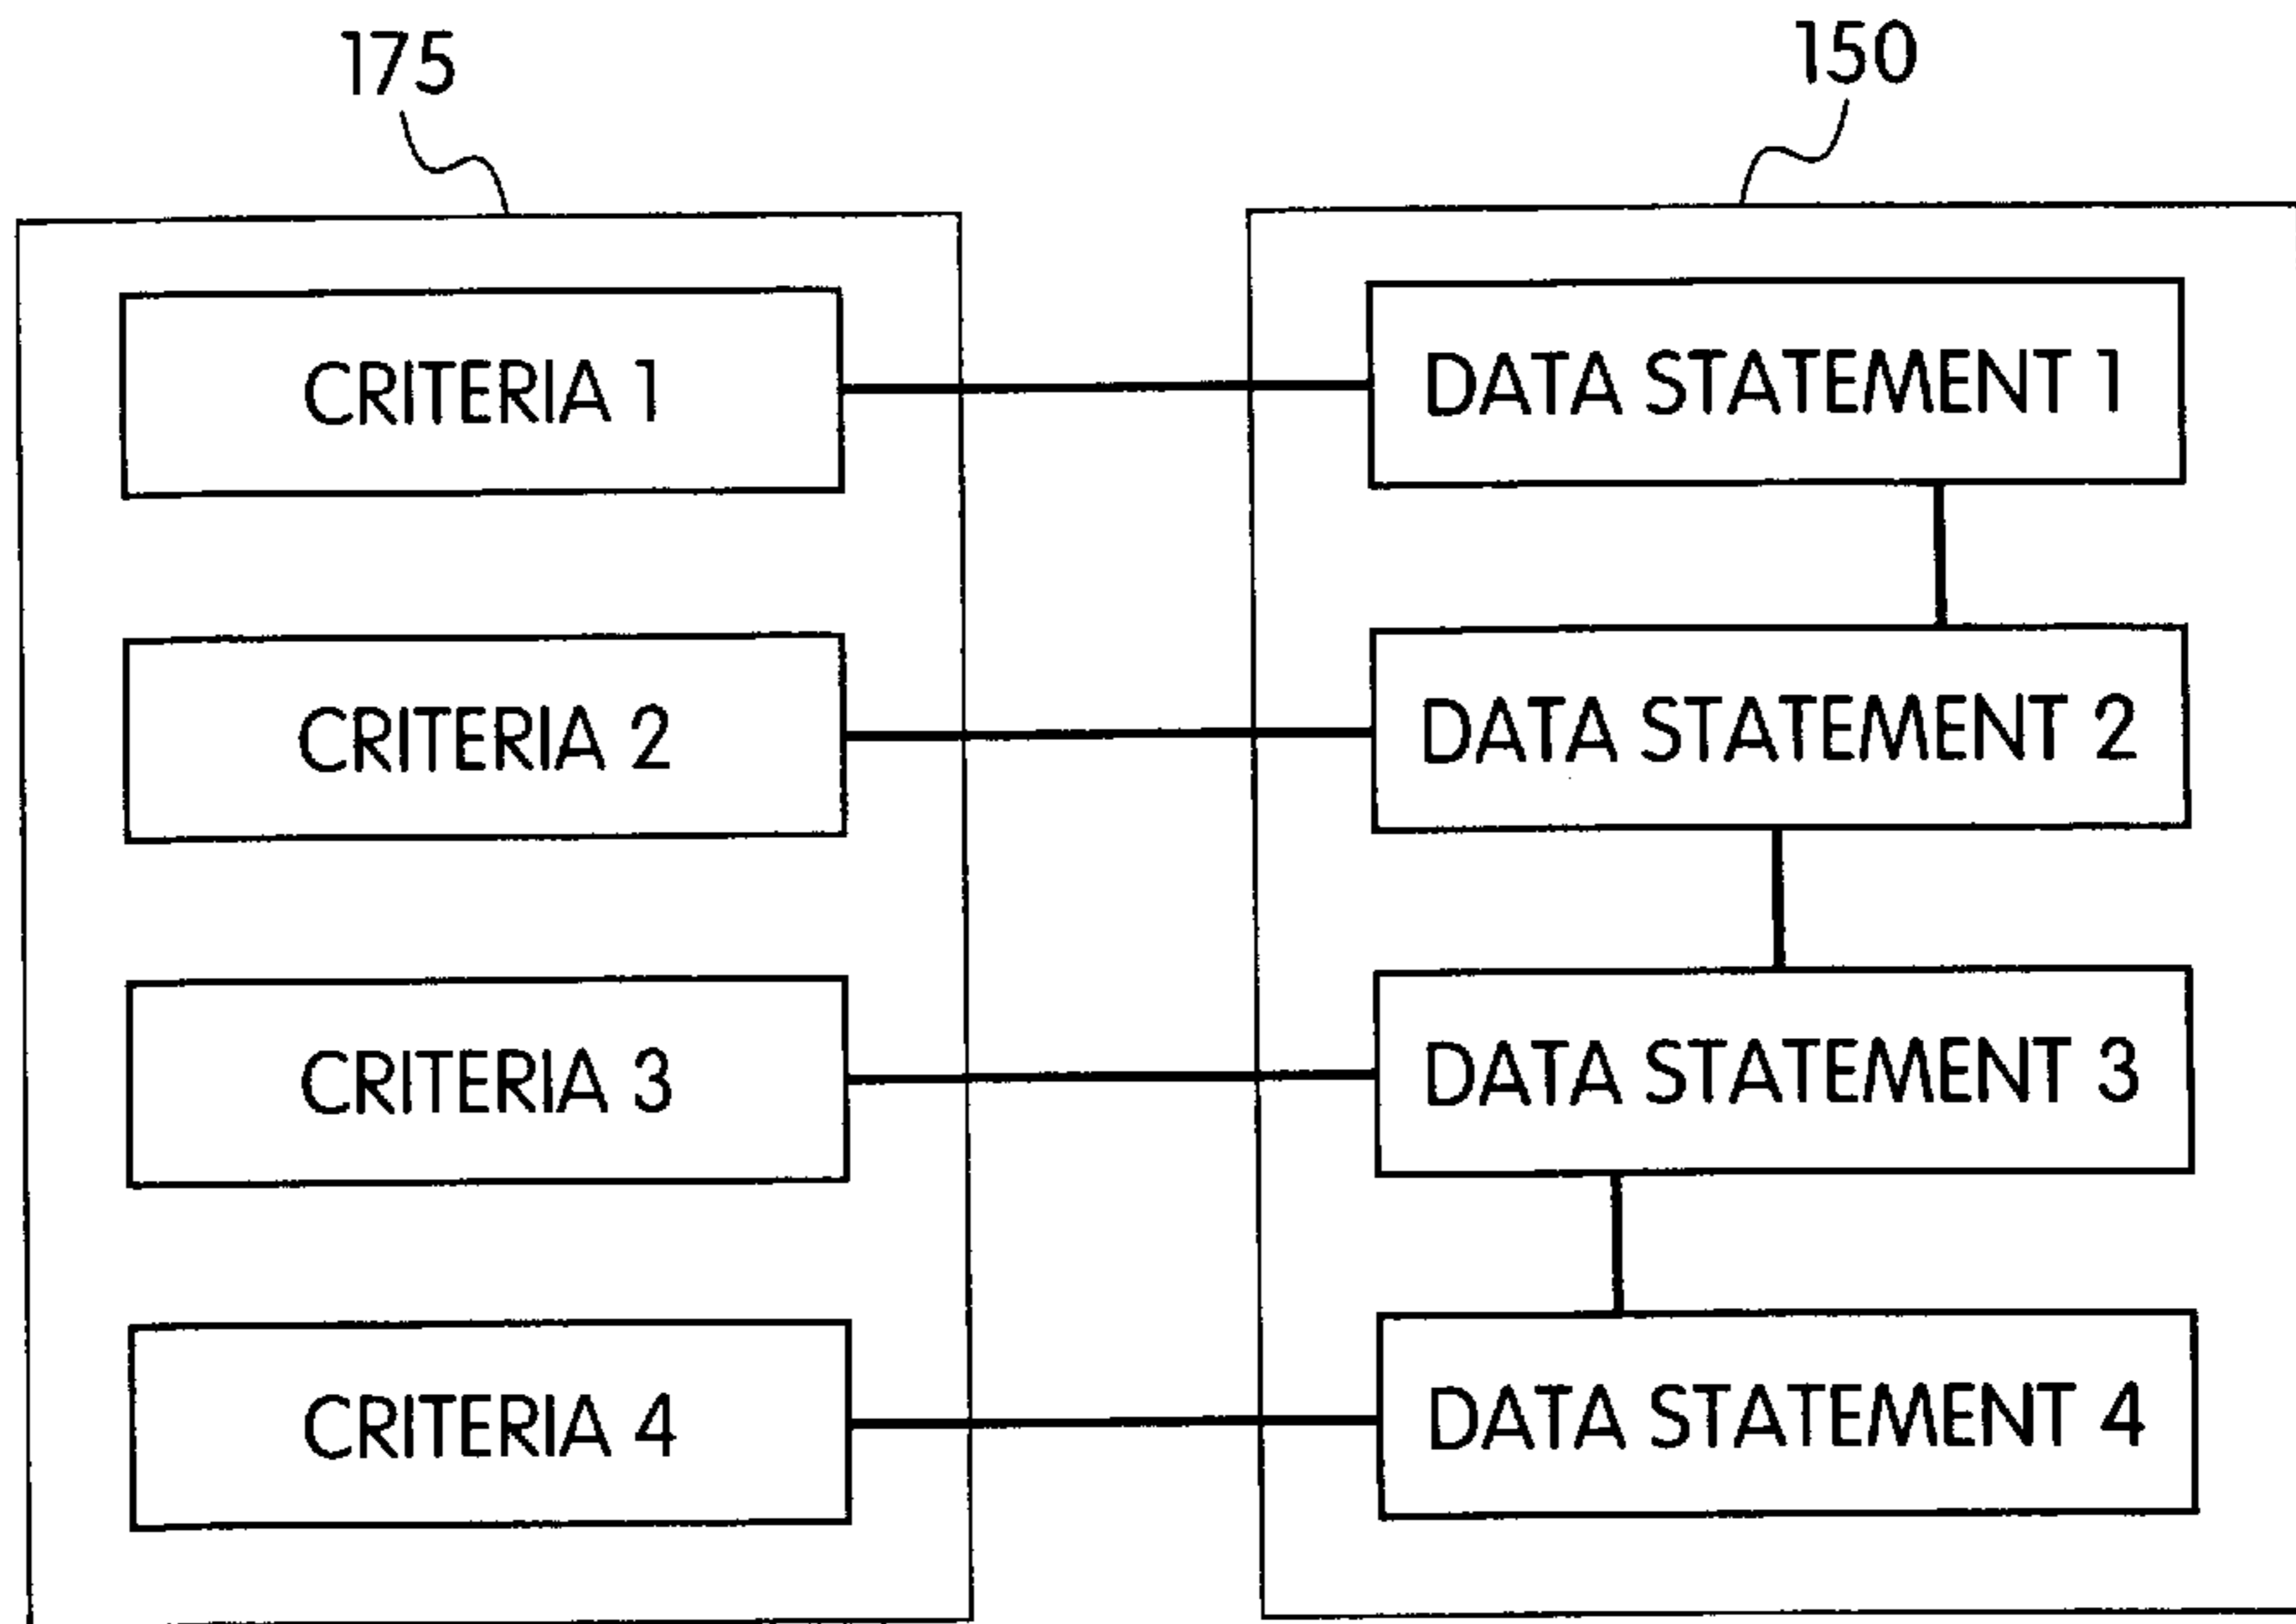 175
150
CRITERIA 1
DATA STATEMENT 1
CRITERIA 2
DATA STATEMENT 2
CRITERIA 3
DATA STATEMENT 3
CRITERIA 4
DATA STATEMENT 4